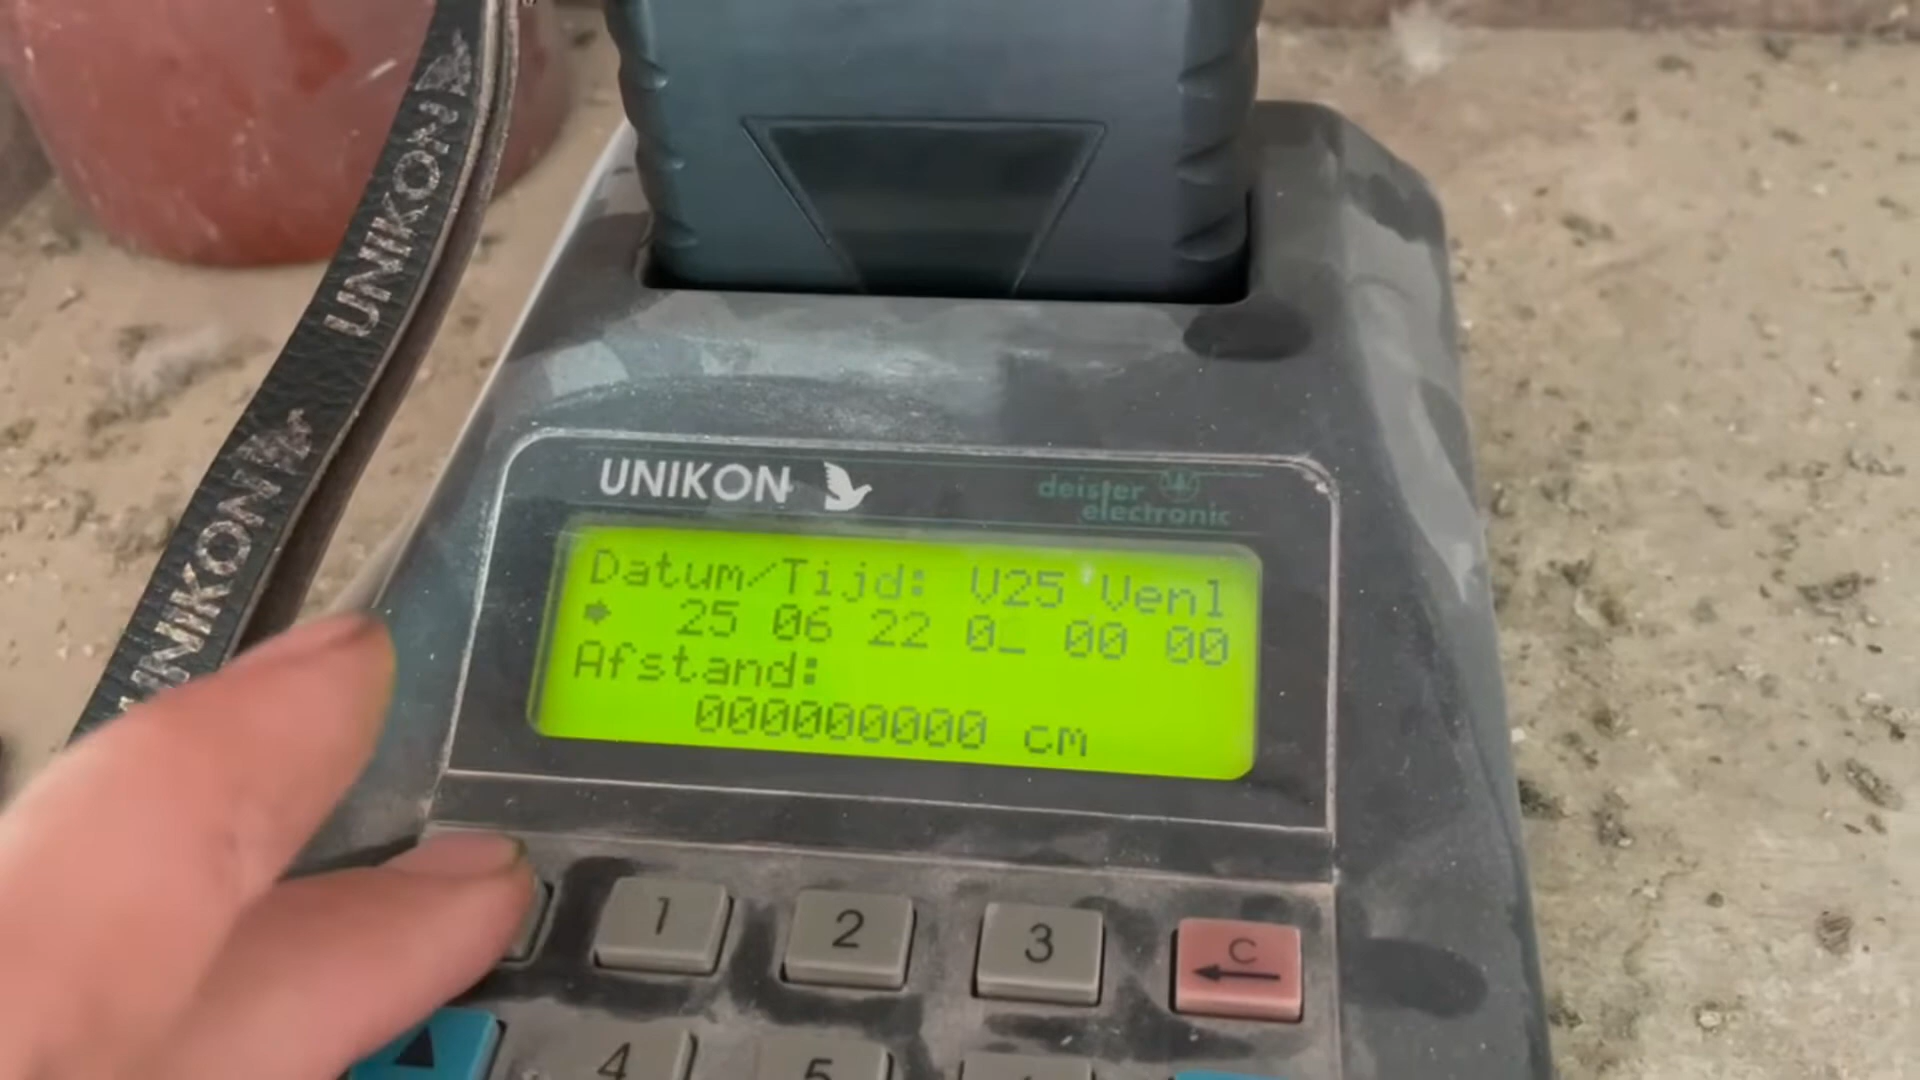 UNIKON
UNIKON
UNIKON
UNIKON
deister
electronic
Datum/Tijd: V25 Venl
25 06 22 0_ 00 00
Afstand:
000000000 cm
1
2
3
C
4
5